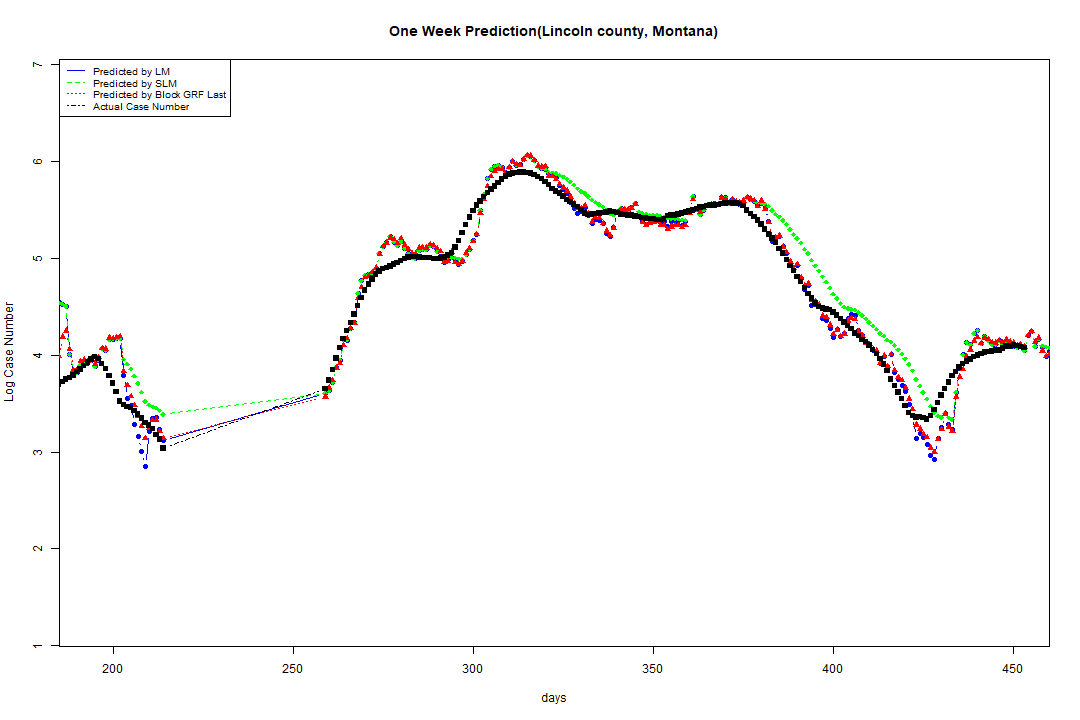 One Week Prediction(Lincoln county, Montana)
Predicted by LM
Predicted by SLM
Predicted by Block GRF Last
Actual Case Number
7
6
5
4
3
2
1
Log Case Number
200 250 300 350 400 450
days